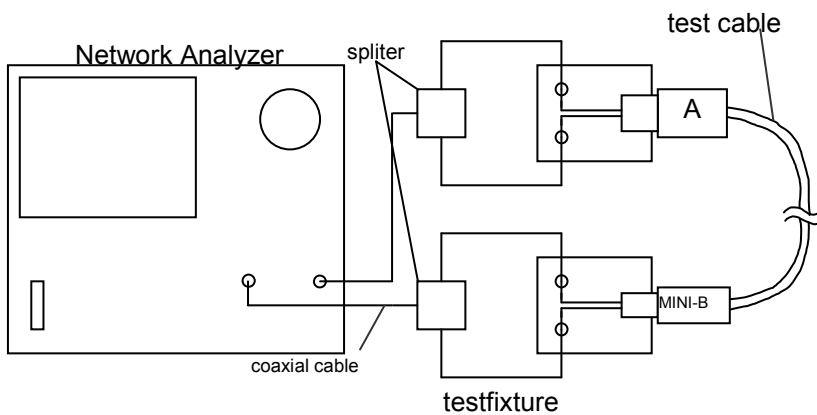 test cable
Network Analyzer
spliter
A
MINI-B
coaxial cable
testfixture